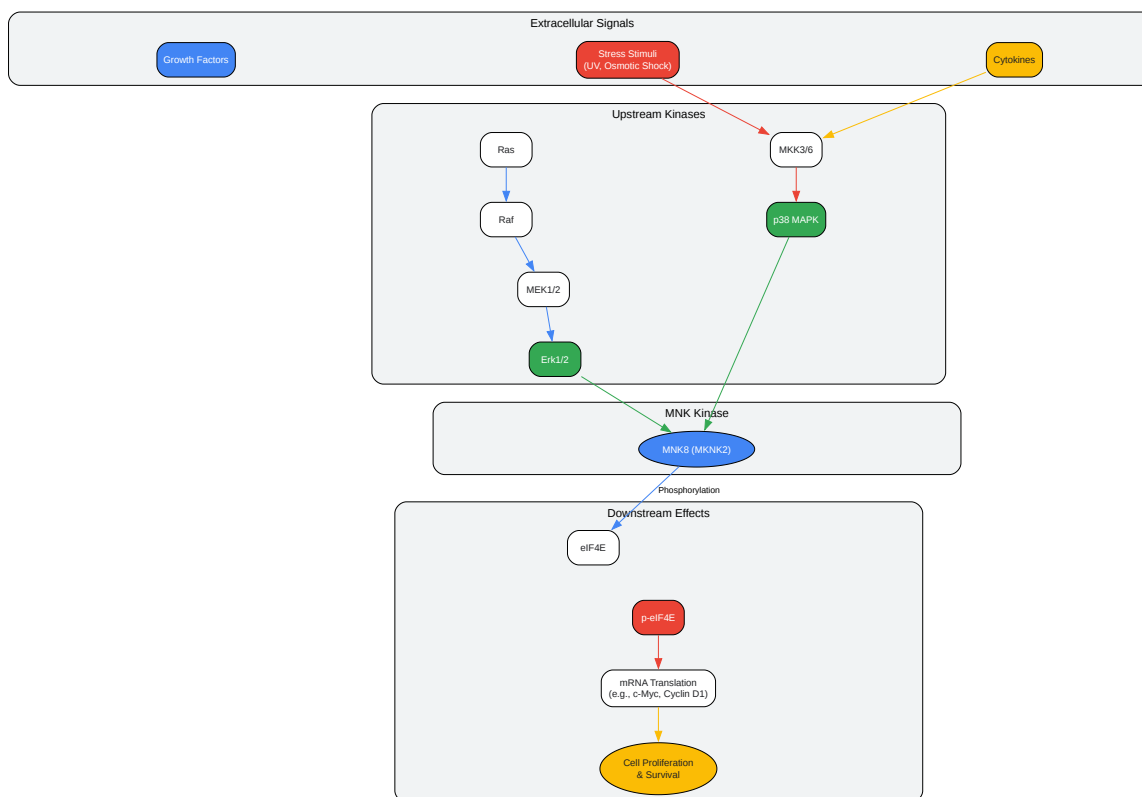 Extracellular Signals
Growth Factors
Stress Stimuli
(UV, Osmotic Shock)
Cytokines
Upstream Kinases
Ras
MKK3/6
Raf
p38 MAPK
MEK1/2
Erk1/2
MNK Kinase
MNK8 (MKNK2)
Phosphorylation
Downstream Effects
eIF4E
p-eIF4E
mRNA Translation
(e.g., c-Myc, Cyclin D1)
Cell Proliferation
& Survival